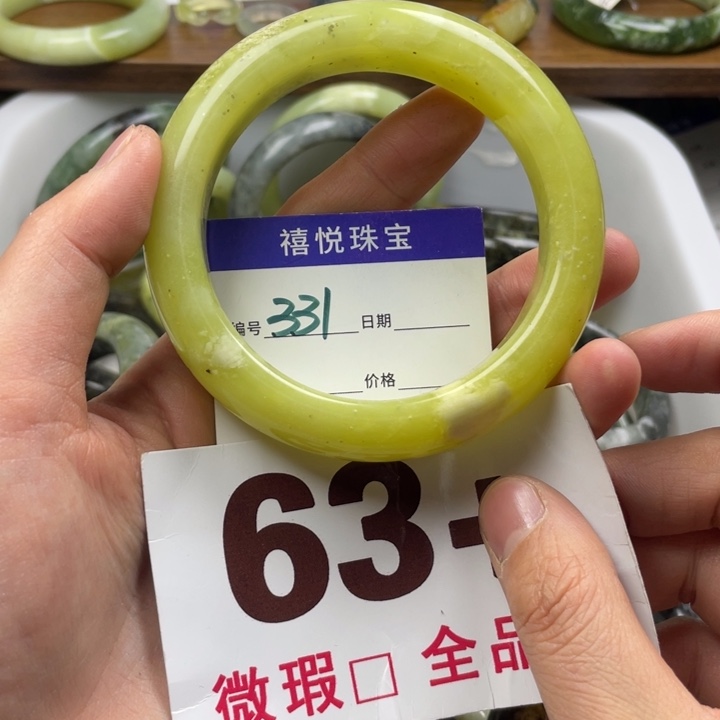 禧悦珠宝
编号 331 日期
价格
63
微瑕□ 全品